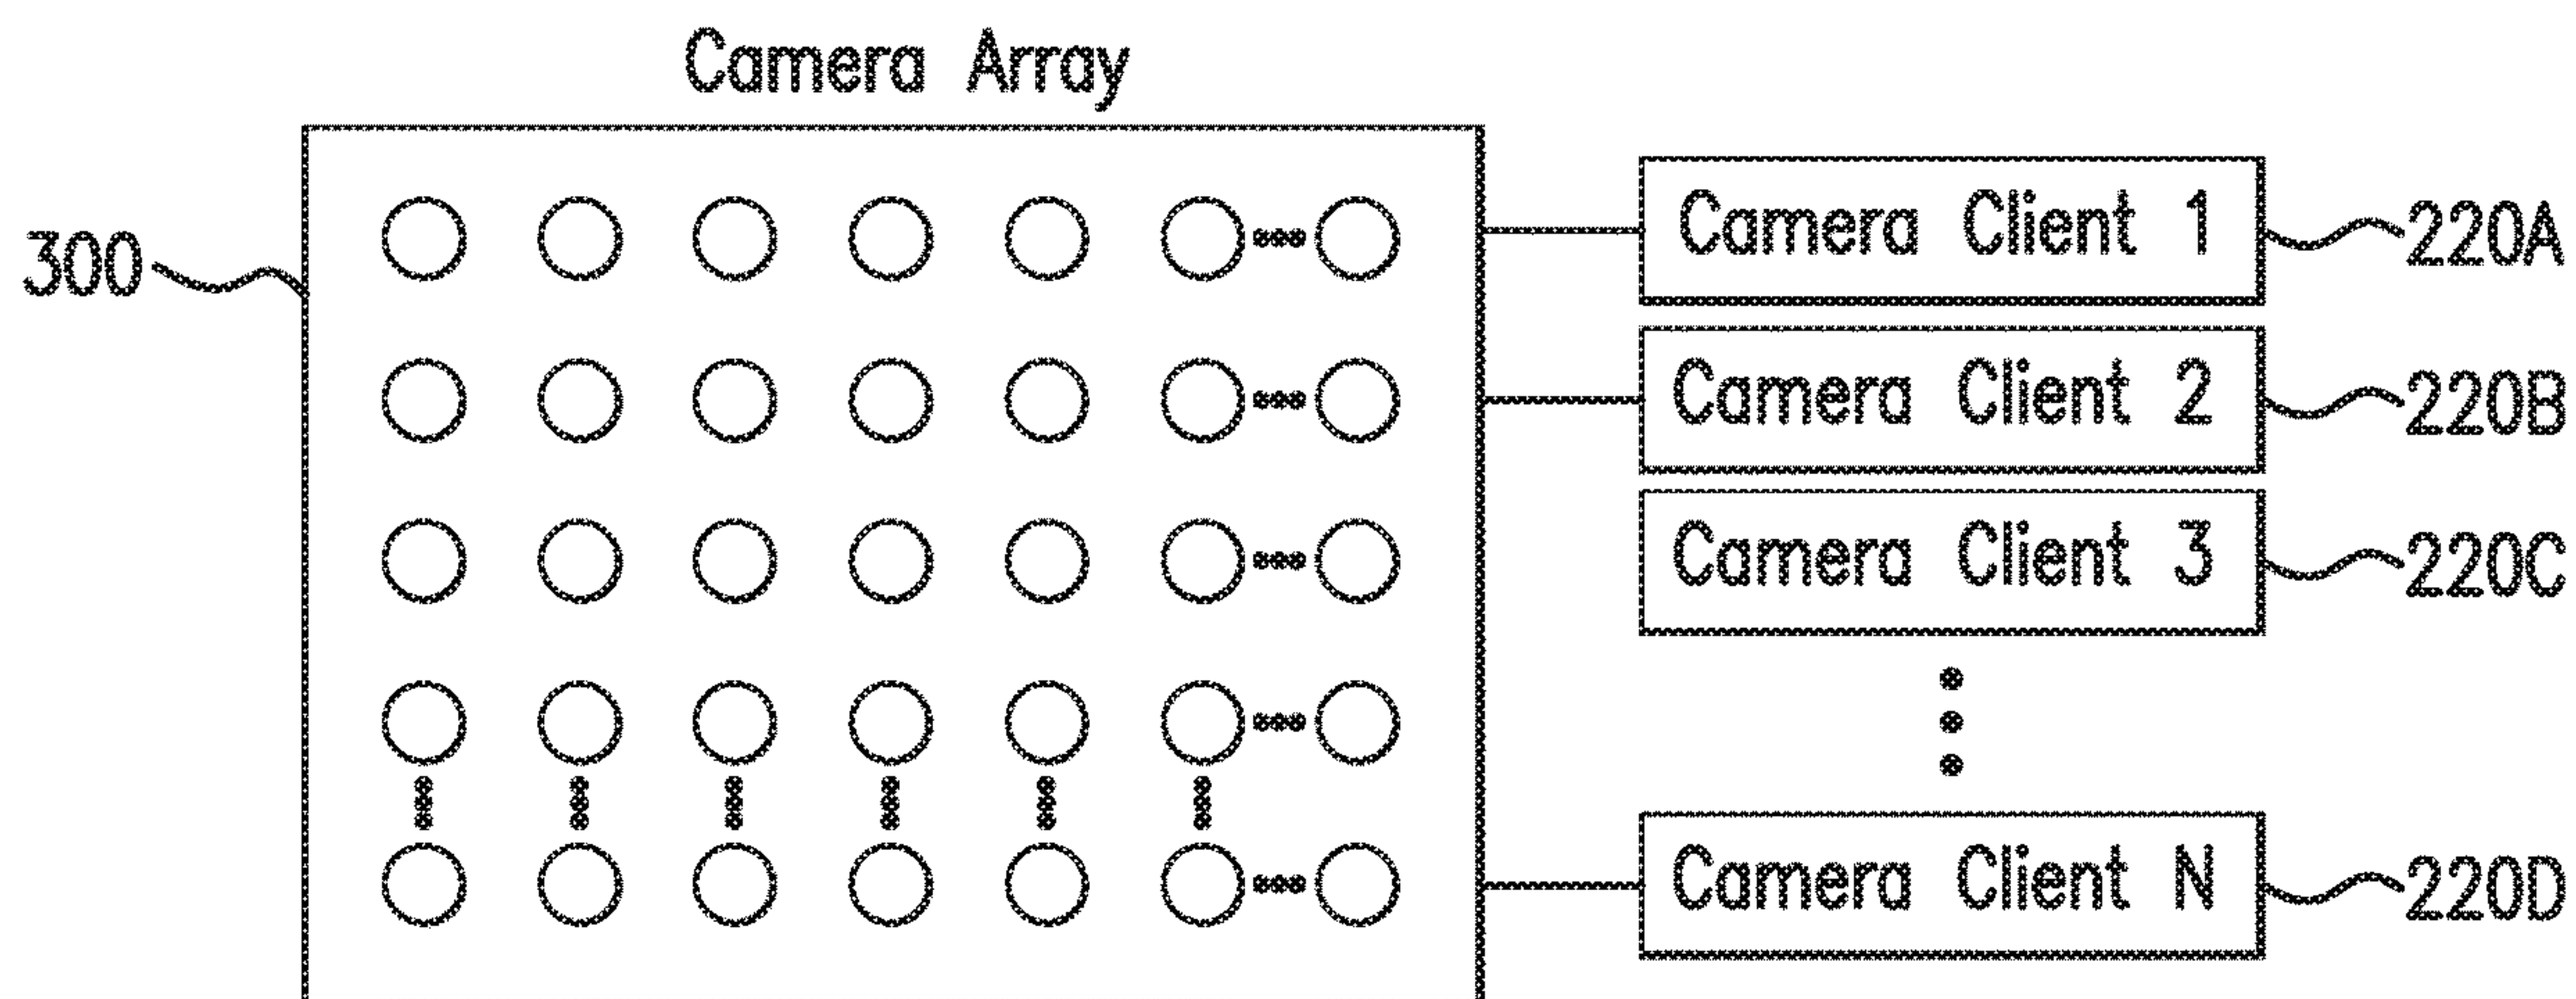 Camera Array
300
Camera Client 1
220A
Camera Client 2
220B
Camera Client 3
220C
Camera Client N
220D